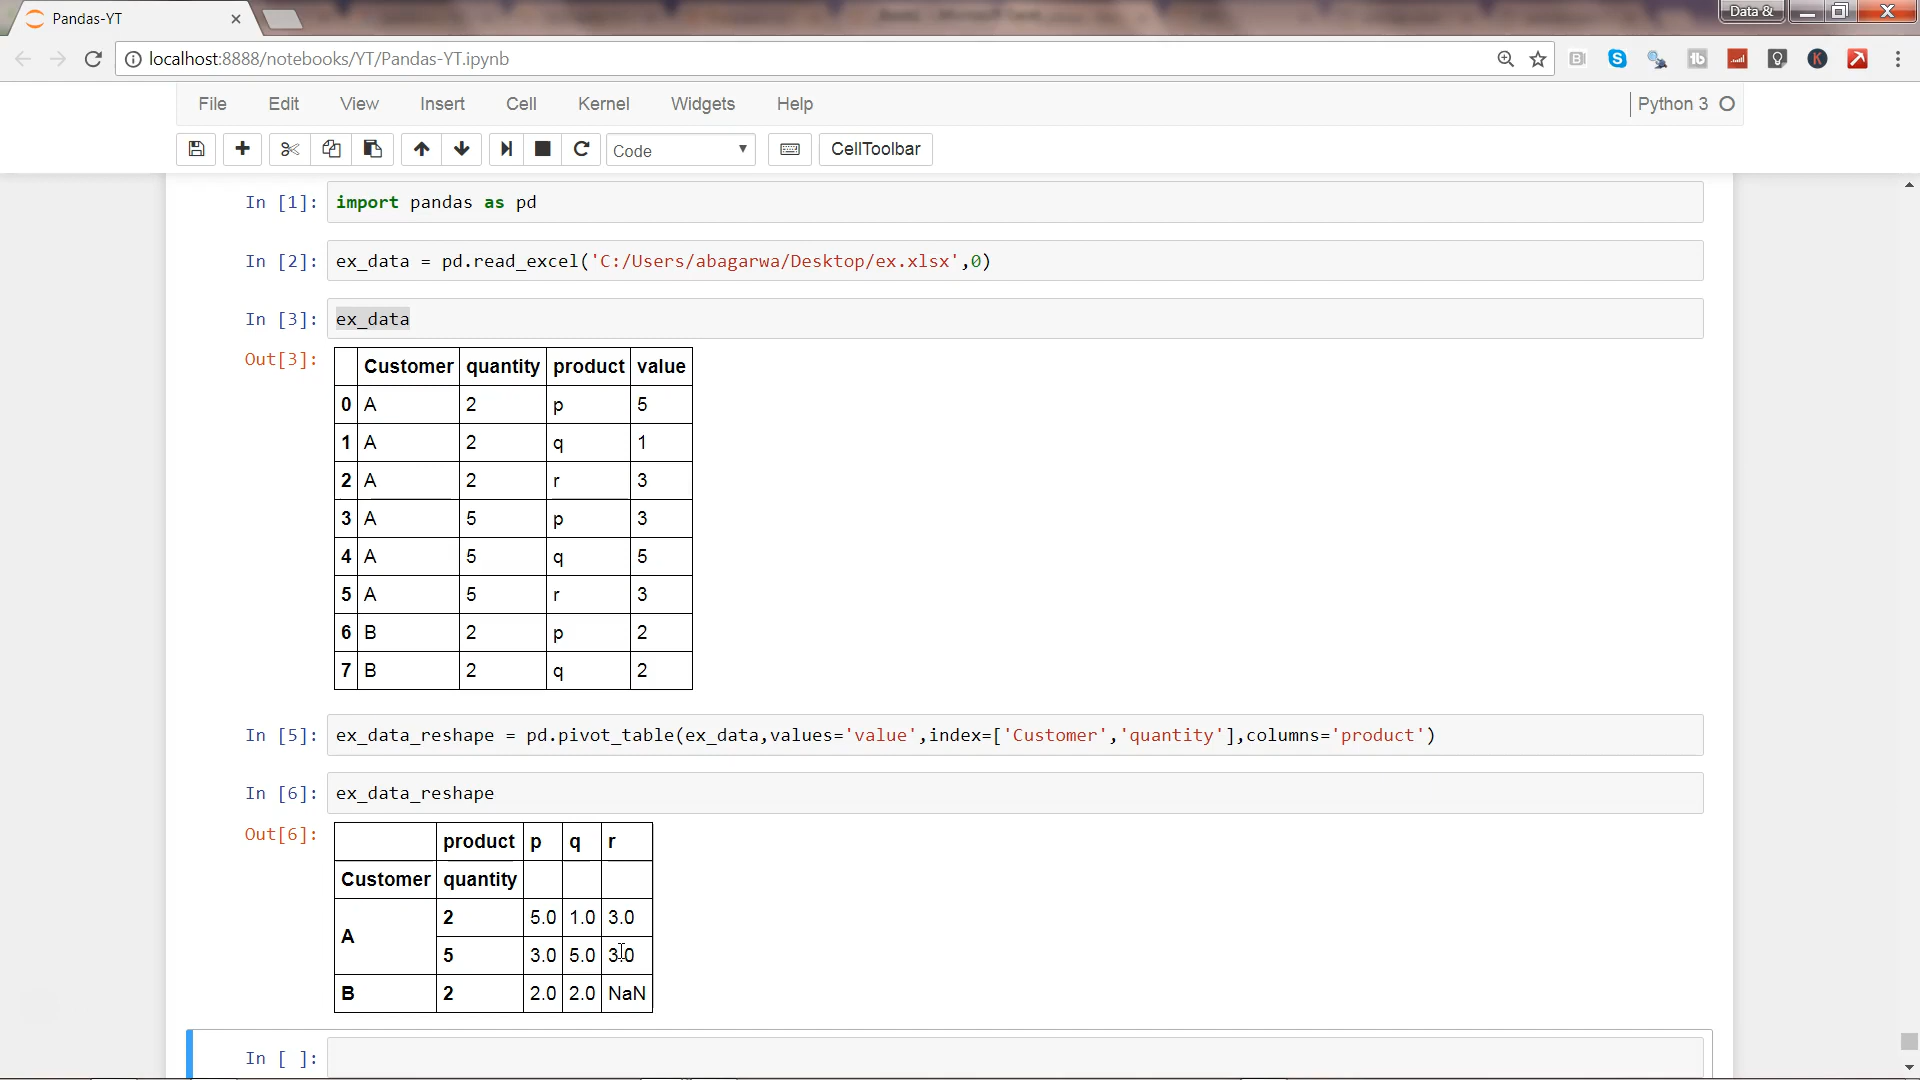 Pandas-YT
Data &
localhost:8888/notebooks/YT/Pandas-YT.ipynb
File Edit View Insert Cell Kernel Widgets Help
Python 3
Code
CellToolbar
In [1]: import pandas as pd
In [2]: ex_data = pd.read_excel('C:/Users/abagarwa/Desktop/ex.xlsx',0)
In [3]: ex_data
Out[3]:
Customer quantity product value
0 A 2 p 5
1 A 2 q 1
2 A 2 r 3
3 A 5 p 3
4 A 5 q 5
5 A 5 r 3
6 B 2 p 2
7 B 2 q 2
In [5]: ex_data_reshape = pd.pivot_table(ex_data,values='value',index=['Customer','quantity'],columns='product')
In [6]: ex_data_reshape
Out[6]:
product p q r
Customer quantity
A 2 5.0 1.0 3.0
5 3.0 5.0 3.0
B 2 2.0 2.0 NaN
In [ ]: